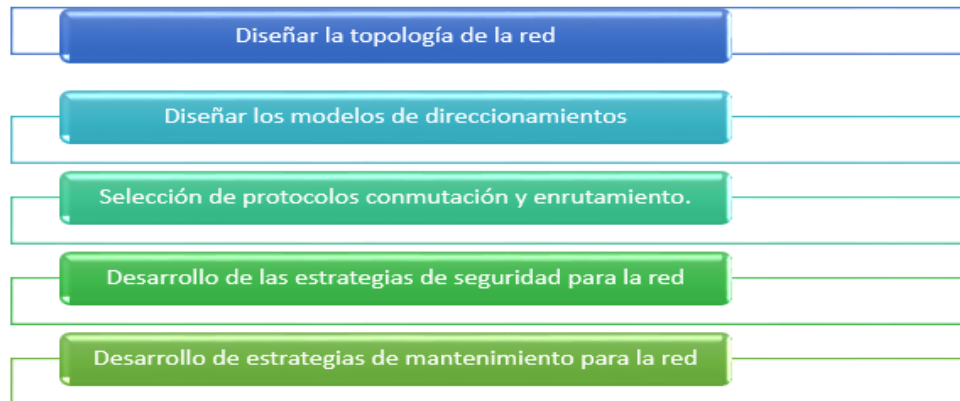 Diseñar la topología de la red
Diseñar los modelos de direccionamientos
Selección de protocolos conmutación y enrutamiento.
Desarrollo de las estrategias de seguridad para la red
Desarrollo de estrategias de mantenimiento para la red